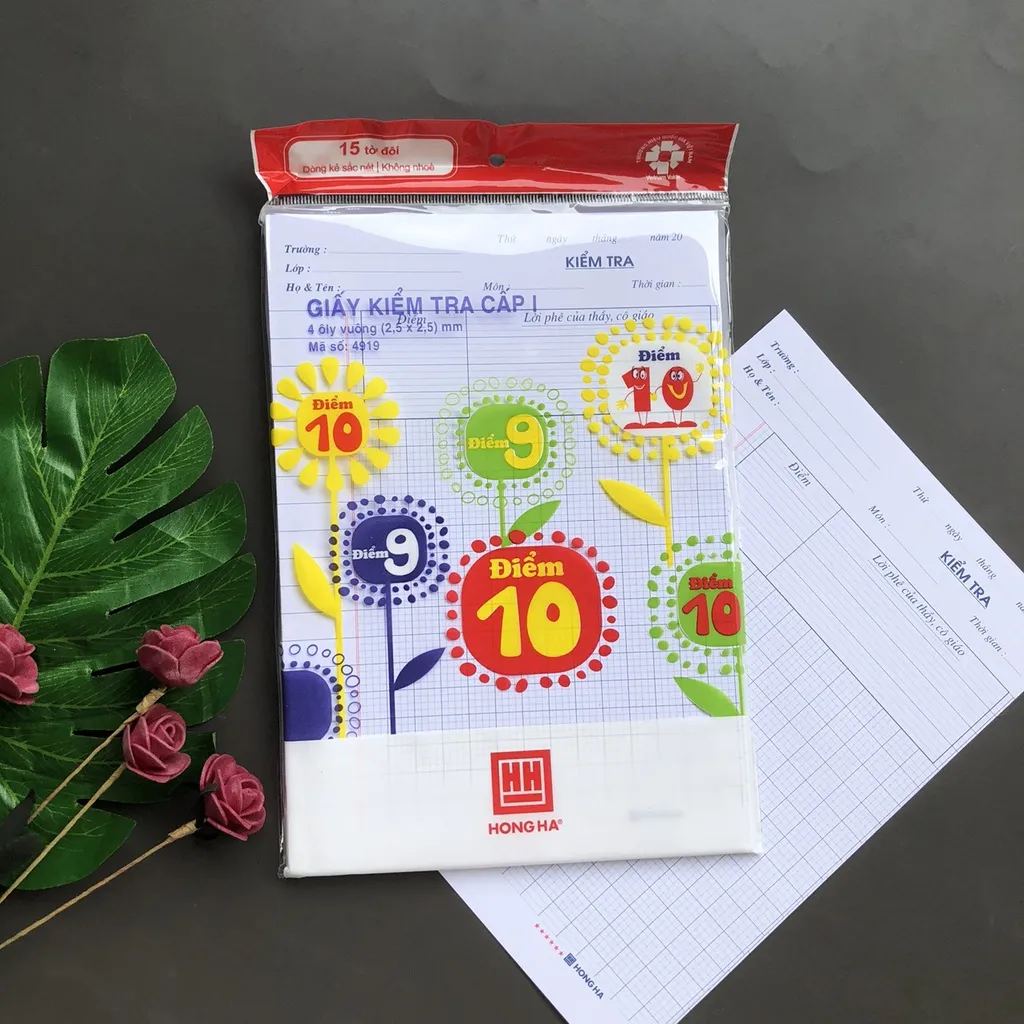 15 tờ đôi
Dòng kẻ sắc nét | Không nhoè
Thứ ngày tháng năm 20
Trường :
KIỂM TRA
Lớp :
Họ & Tên :
Môn :
Thời gian :
GIẤY KIỂM TRA CẤP I
Điểm
Lời phê của thầy, cô giáo
4 ôly vuông (2,5 x 2,5) mm
Mã số: 4919
Điểm
10
Điểm
10
Điểm 9
Điểm 9
Điểm
10
Điểm
10
HH
HONG HA®
Trường :
Lớp :
Họ & Tên :
Thứ ngày tháng
KIỂM TRA
Môn :
Thời gian :
Điểm
Lời phê của thầy, cô giáo
HONG HA